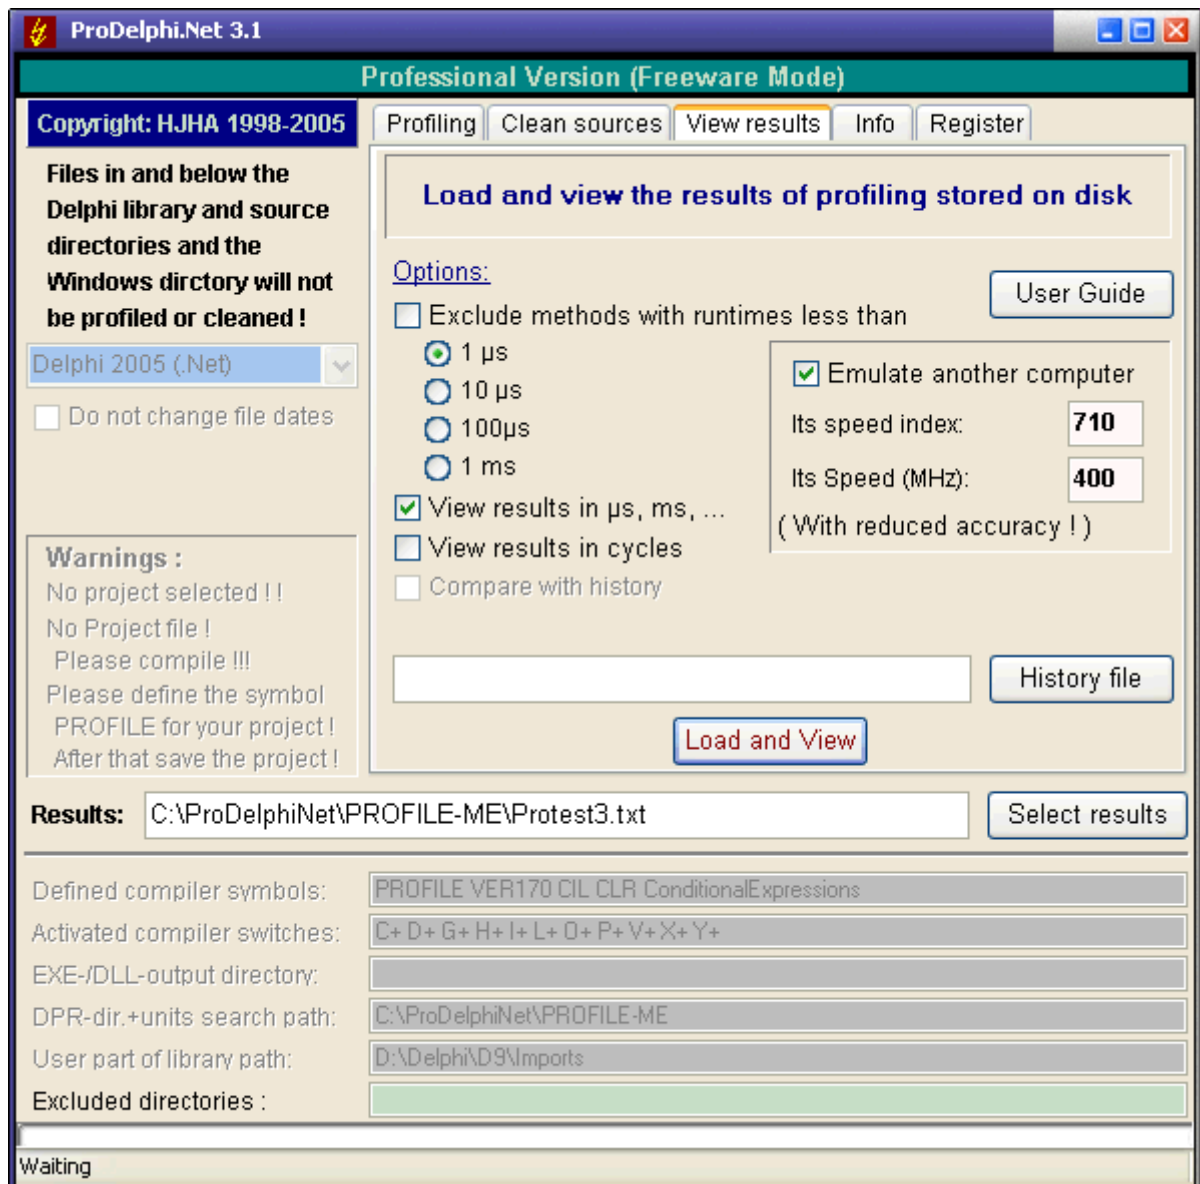 ProDelphi.Net 3.1
Professional Version (Freeware Mode)
Copyright: HJHA 1998-2005
Files in and below the
Delphi library and source
directories and the
Windows dirctory will not
be profiled or cleaned !
Delphi 2005 (.Net)
Do not change file dates
Warnings :
No project selected ! !
No Project file !
Please compile !!!
Please define the symbol
PROFILE for your project !
After that save the project !
Profiling Clean sources View results Info Register
Load and view the results of profiling stored on disk
Options:
User Guide
Exclude methods with runtimes less than
1 µs
10 µs
100µs
1 ms
View results in µs, ms, ...
View results in cycles
Compare with history
Emulate another computer
Its speed index: 710
Its Speed (MHz): 400
( With reduced accuracy ! )
History file
Load and View
Results: C:\ProDelphiNet\PROFILE-ME\Protest3.txt Select results
Defined compiler symbols: PROFILE VER170 CIL CLR ConditionalExpressions
Activated compiler switches: C+ D+ G+ H+ I+ L+ O+ P+ V+ X+ Y+
EXE-/DLL-output directory:
DPR-dir.+units search path: C:\ProDelphiNet\PROFILE-ME
User part of library path: D:\Delphi\D9\Imports
Excluded directories :
Waiting